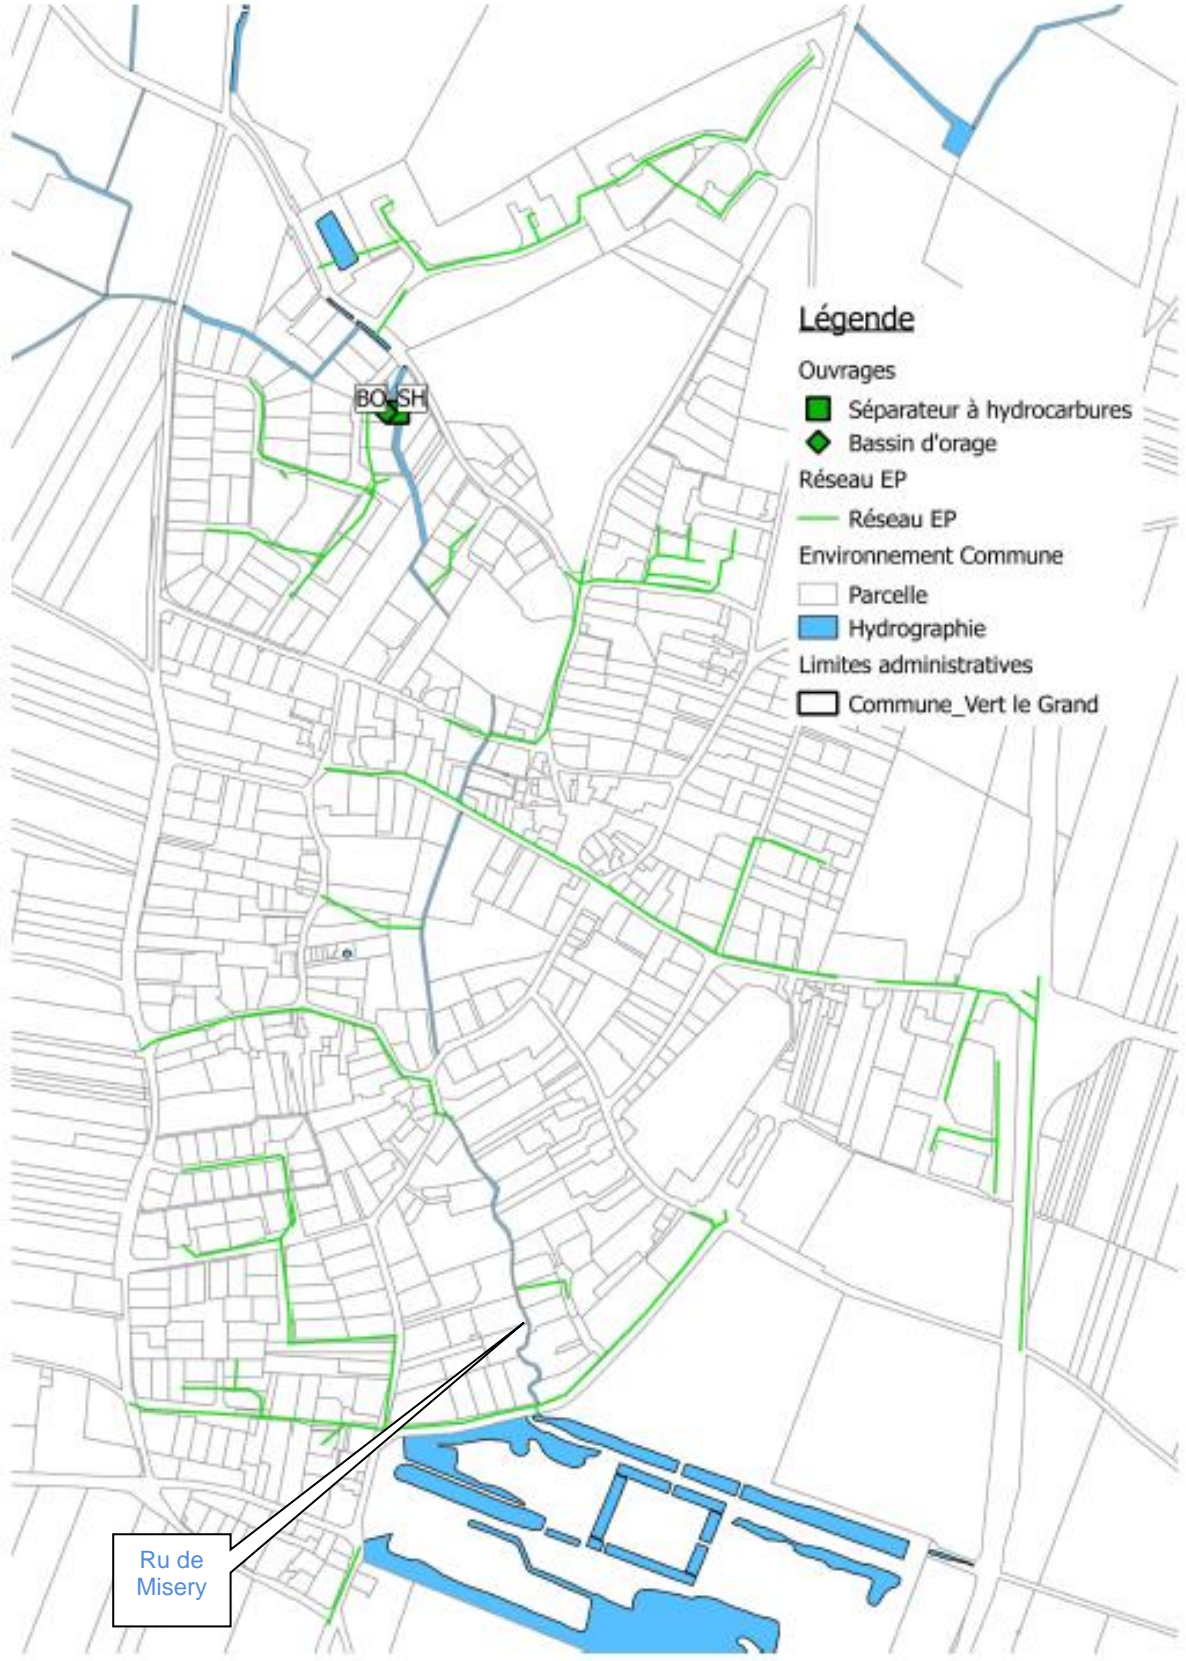 Légende
Ouvrages
Séparateur à hydrocarbures
BO SH
Bassin d'orage
Réseau EP
Réseau EP
Environnement Commune
Parcelle
Hydrographie
Limites administratives
Commune_Vert le Grand
Ru de
Misery